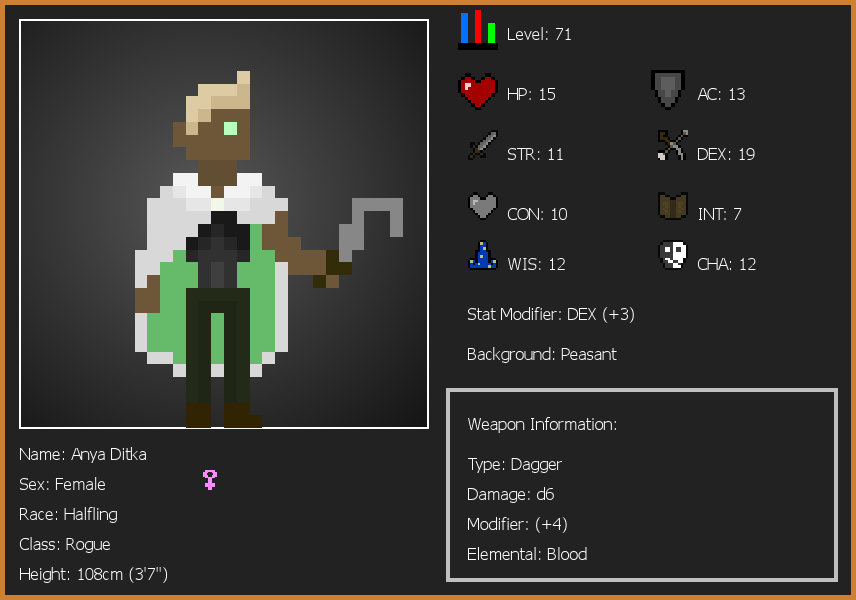 Level: 71
HP: 15
AC: 13
STR: 11
DEX: 19
CON: 10
INT: 7
WIS: 12
CHA: 12
Stat Modifier: DEX (+3)
Background: Peasant
Weapon Information:
Type: Dagger
Damage: d6
Modifier: (+4)
Elemental: Blood
Name: Anya Ditka
Sex: Female
Race: Halfling
Class: Rogue
Height: 108cm (3'7")